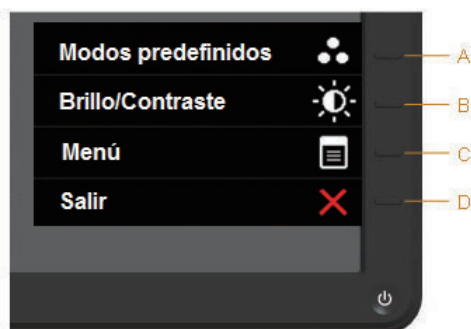 Modos predefinidos
A
Brillo/Contraste
B
Menú
C
Salir
D